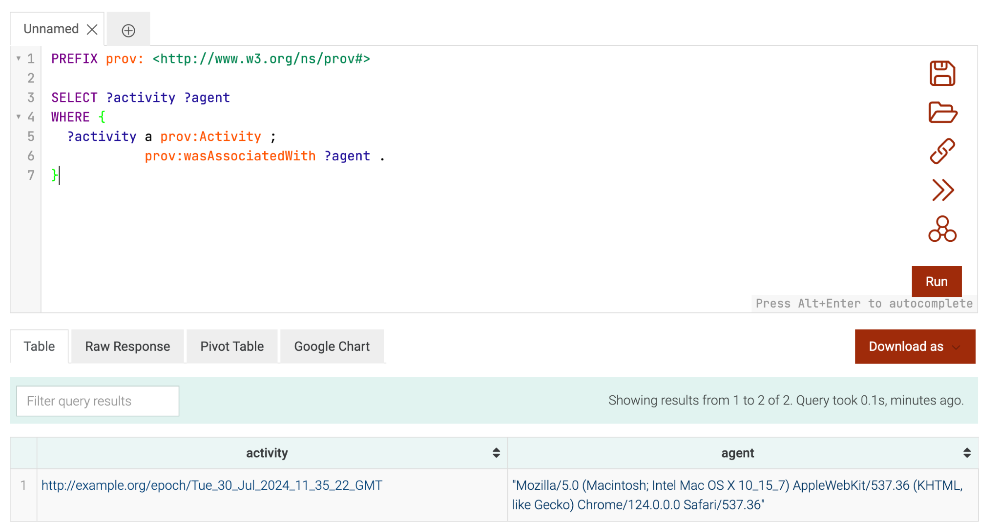 Unnamed
1 PREFIX prov: <http://www.w3.org/ns/prov#>
2
3 SELECT ?activity ?agent
4 WHERE {
5 ?activity a prov:Activity ;
6 prov:wasAssociatedWith ?agent .
7 }
Run
Press Alt+Enter to autocomplete
Table Raw Response Pivot Table Google Chart Download as
Filter query results Showing results from 1 to 2 of 2. Query took 0.1s, minutes ago.
activity agent
1 http://example.org/epoch/Tue_30_Jul_2024_11_35_22_GMT "Mozilla/5.0 (Macintosh; Intel Mac OS X 10_15_7) AppleWebKit/537.36 (KHTML,
like Gecko) Chrome/124.0.0.0 Safari/537.36"